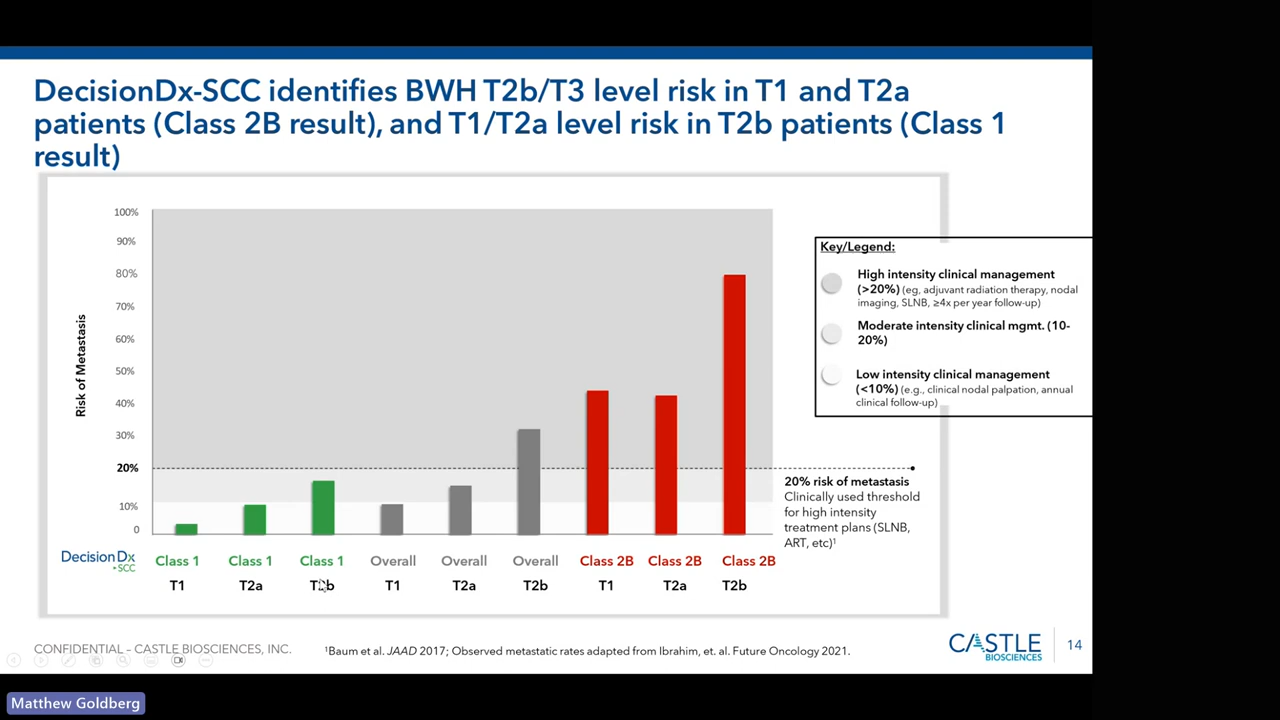 DecisionDx-SCC identifies BWH T2b/T3 level risk in T1 and T2a
patients (Class 2B result), and T1/T2a level risk in T2b patients (Class 1
result)
100%
90%
80%
70%
60%
50%
40%
30%
20%
10%
0
Risk of Metastasis
Key/Legend:
High intensity clinical management
(>20%) (eg, adjuvant radiation therapy, nodal
imaging, SLNB, ≥4x per year follow-up)
Moderate intensity clinical mgmt. (10-
20%)
Low intensity clinical management
(<10%) (e.g., clinical nodal palpation, annual
clinical follow-up)
20% risk of metastasis
Clinically used threshold
for high intensity
treatment plans (SLNB,
ART, etc)¹
DecisionDx
•SCC
Class 1 Class 1 Class 1 Overall Overall Overall Class 2B Class 2B Class 2B
T1 T2a T2b T1 T2a T2b T1 T2a T2b
CONFIDENTIAL – CASTLE BIOSCIENCES, INC.
¹Baum et al. JAAD 2017; Observed metastatic rates adapted from Ibrahim, et. al. Future Oncology 2021.
CASTLE
BIOSCIENCES
14
Matthew Goldberg